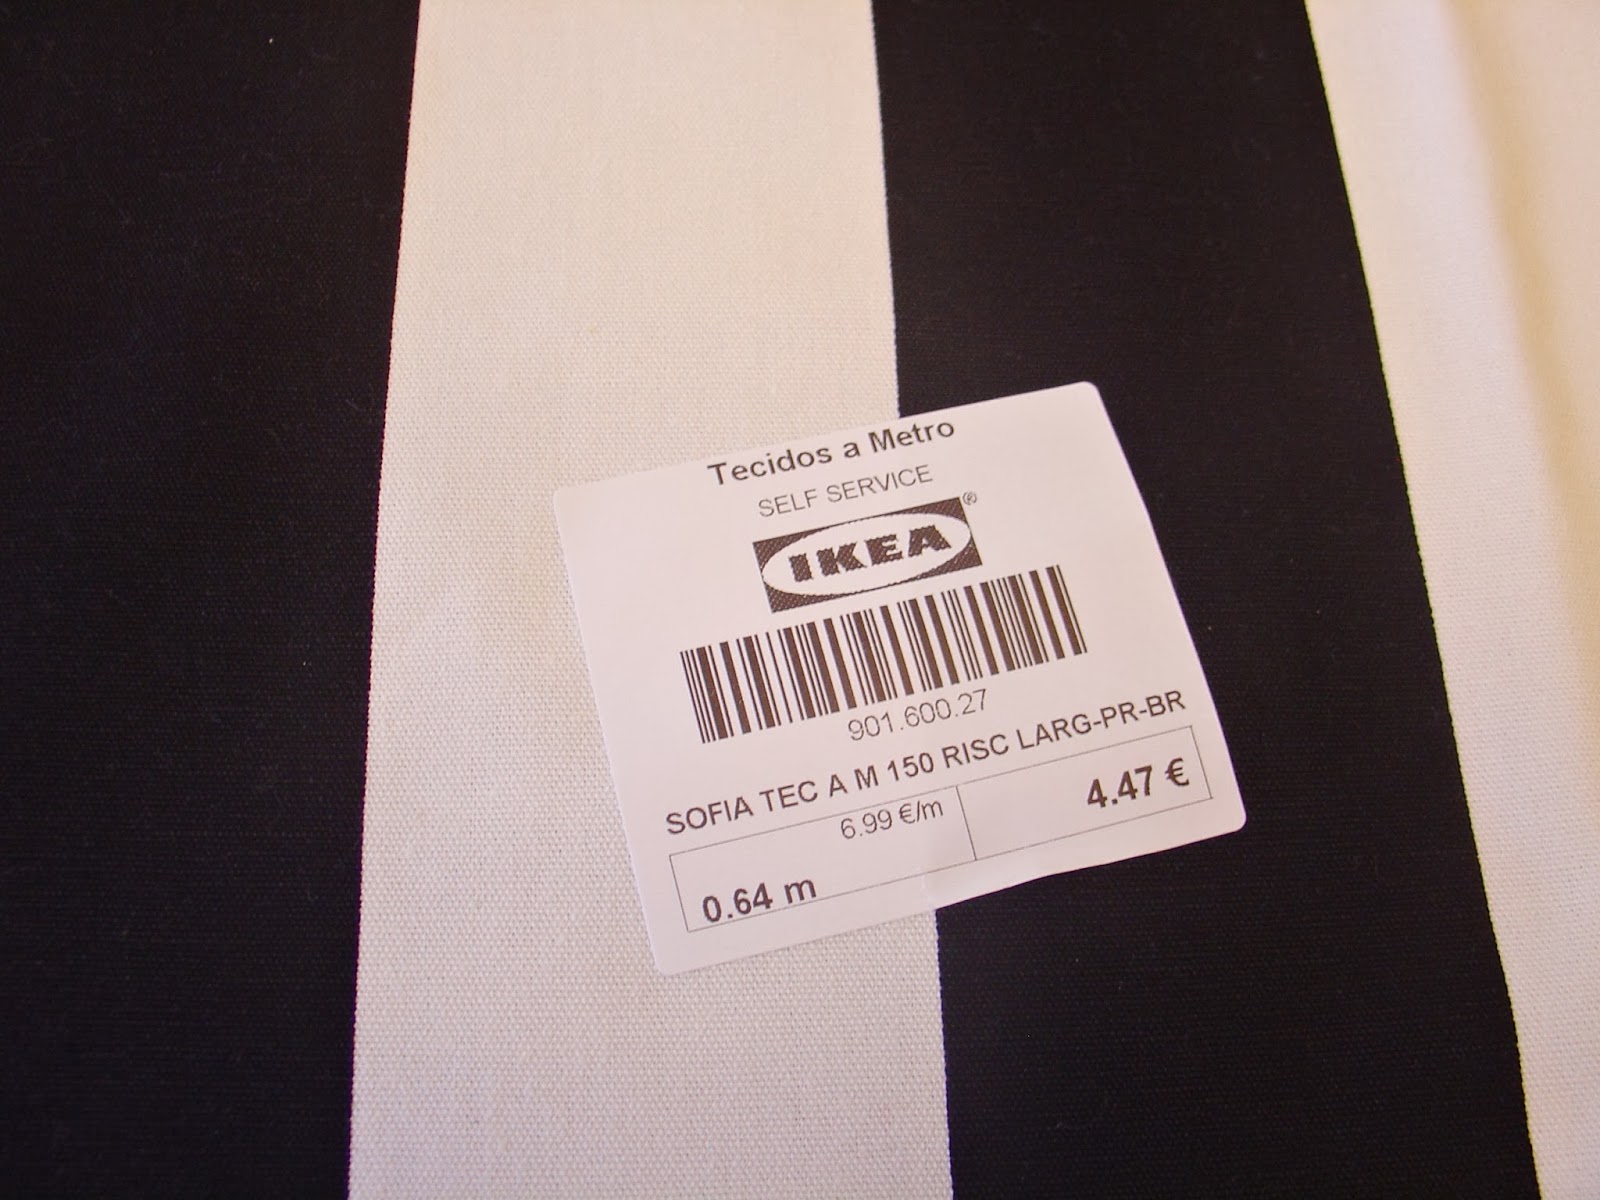 Tecidos a Metro
SELF SERVICE
IKEA®
901.600.27
SOFIA TEC A M 150 RISC LARG-PR-BR
6.99 €/m
4.47 €
0.64 m